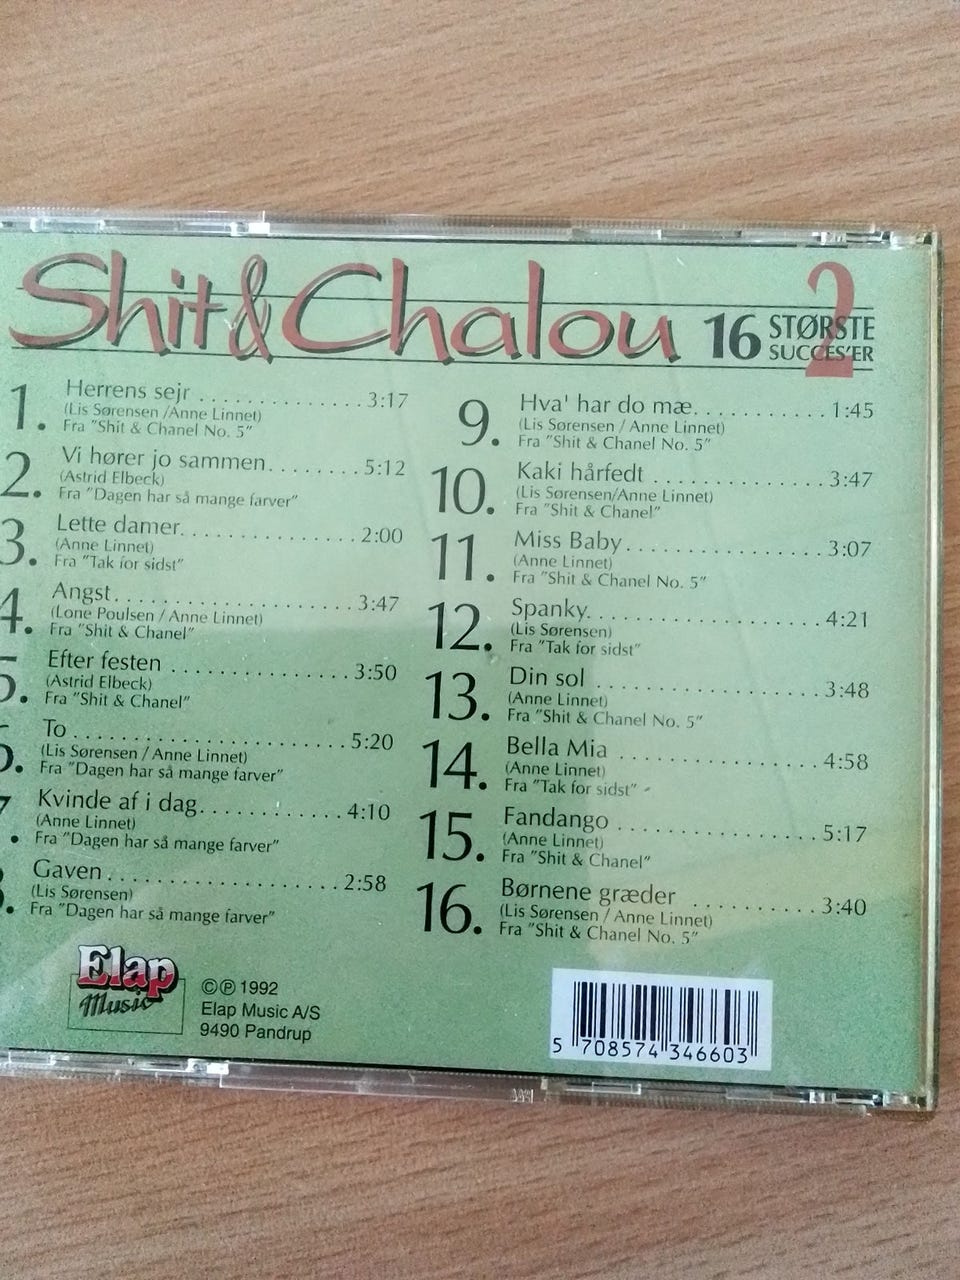 Shit & Chalou 16 STØRSTE SUCCES'ER 2
1. Herrens sejr . . . . . . . . . . . . . . 3:17
(Lis Sørensen /Anne Linnet)
Fra "Shit & Chanel No. 5"
2. Vi hører jo sammen. . . . . . . . 5:12
(Astrid Elbeck)
Fra "Dagen har så mange farver"
3. Lette damer. . . . . . . . . . . . . . . 2:00
(Anne Linnet)
Fra "Tak for sidst"
4. Angst. . . . . . . . . . . . . . . . . . . . 3:47
(Lone Poulsen / Anne Linnet)
Fra "Shit & Chanel"
5. Efter festen . . . . . . . . . . . . . . . 3:50
(Astrid Elbeck)
Fra "Shit & Chanel"
6. To . . . . . . . . . . . . . . . . . . . . . . 5:20
(Lis Sørensen / Anne Linnet)
Fra "Dagen har så mange farver"
7. Kvinde af i dag. . . . . . . . . . . . 4:10
(Anne Linnet)
Fra "Dagen har så mange farver"
8. Gaven . . . . . . . . . . . . . . . . . . . 2:58
(Lis Sørensen)
Fra "Dagen har så mange farver"
9. Hva' har do mæ. . . . . . . . . . . 1:45
(Lis Sørensen / Anne Linnet)
Fra "Shit & Chanel No. 5"
10. Kaki hårfedt . . . . . . . . . . . . . . 3:47
(Lis Sørensen/Anne Linnet)
Fra "Shit & Chanel"
11. Miss Baby. . . . . . . . . . . . . . . . 3:07
(Anne Linnet)
Fra "Shit & Chanel No. 5"
12. Spanky. . . . . . . . . . . . . . . . . . . 4:21
(Lis Sørensen)
Fra "Tak for sidst"
13. Din sol . . . . . . . . . . . . . . . . . . 3:48
(Anne Linnet)
Fra "Shit & Chanel No. 5"
14. Bella Mia . . . . . . . . . . . . . . . . 4:58
(Anne Linnet)
Fra "Tak for sidst"
15. Fandango . . . . . . . . . . . . . . . . 5:17
(Anne Linnet)
Fra "Shit & Chanel"
16. Børnene græder . . . . . . . . . . 3:40
(Lis Sørensen / Anne Linnet)
Fra "Shit & Chanel No. 5"
Elap
Music
©℗ 1992
Elap Music A/S
9490 Pandrup
5 708574 346603